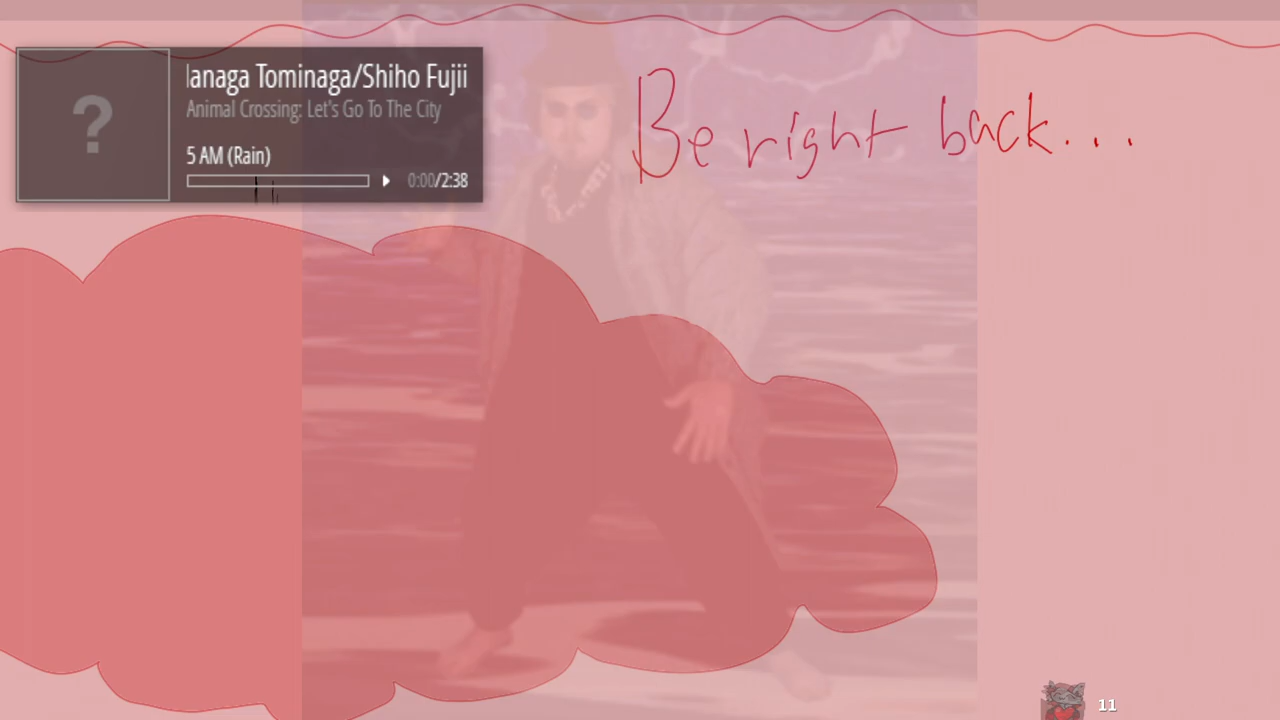 lanaga Tominaga/Shiho Fujii
Animal Crossing: Let's Go To The City
5 AM (Rain)
0:00/2:38
Be right back...
?
11